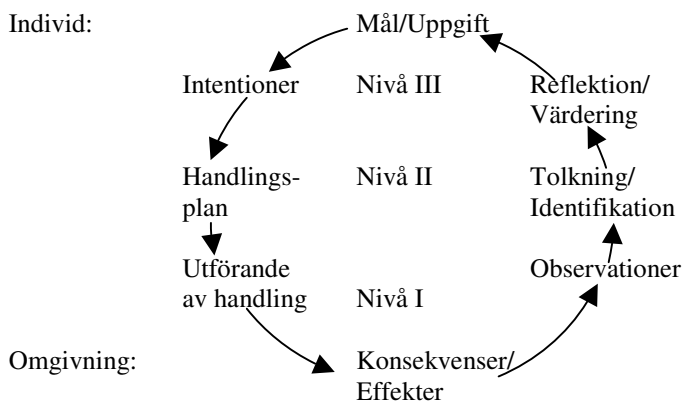 Individ: Mål/Uppgift
Intentioner Nivå III Reflektion/
Värdering
Handlings- Nivå II Tolkning/
plan Identifikation
Utförande Observationer
av handling Nivå I
Omgivning: Konsekvenser/
Effekter